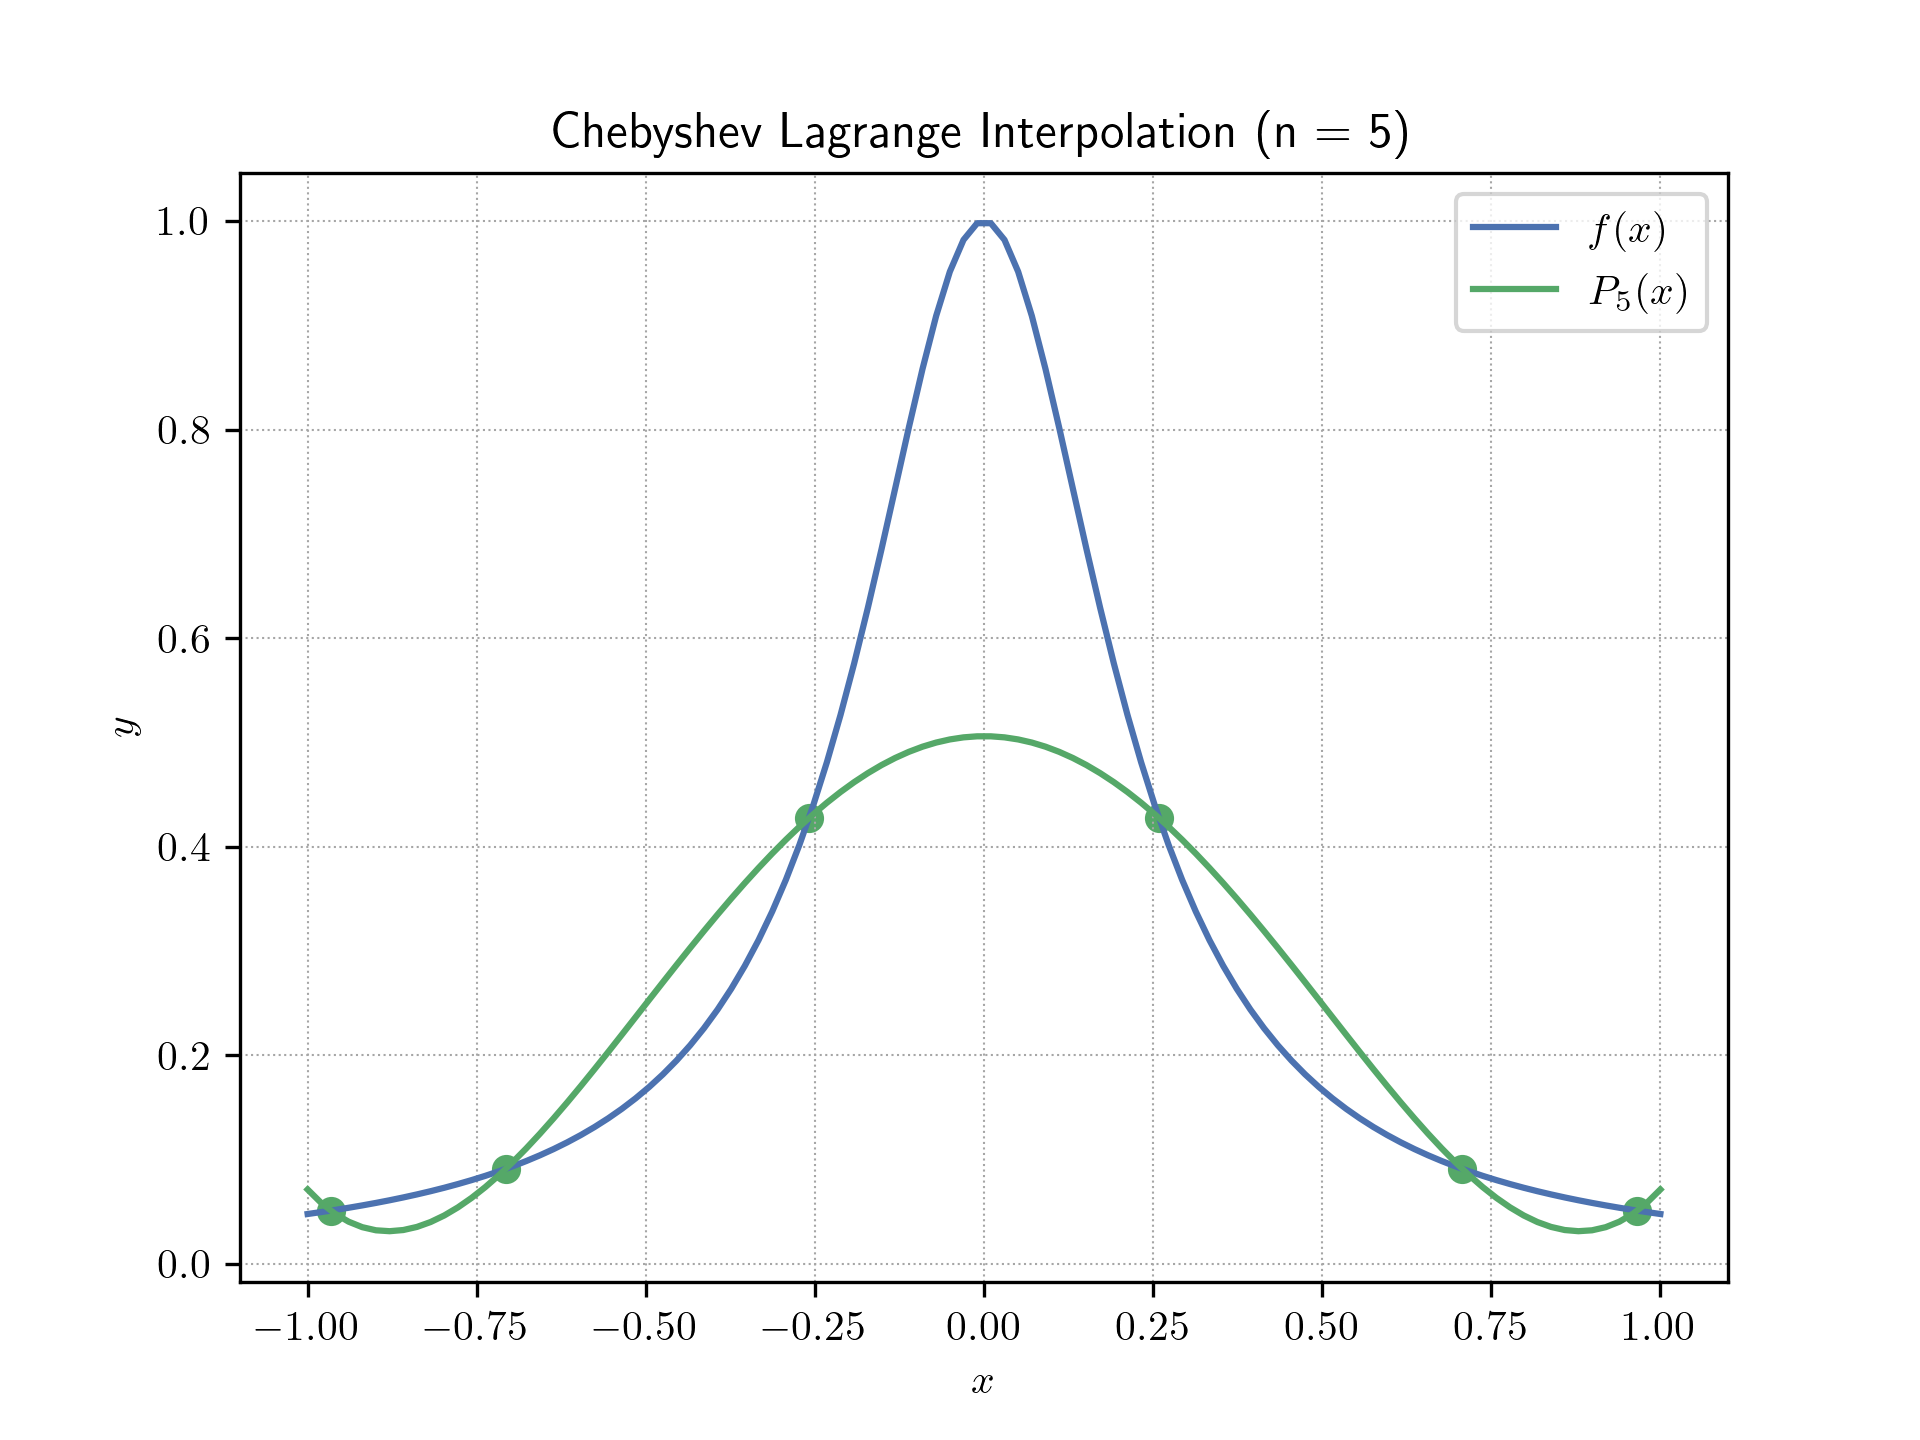 Chebyshev Lagrange Interpolation (n = 5)
f(x)
P₅(x)
1.0
0.8
0.6
0.4
0.2
0.0
y
−1.00 −0.75 −0.50 −0.25 0.00 0.25 0.50 0.75 1.00
x